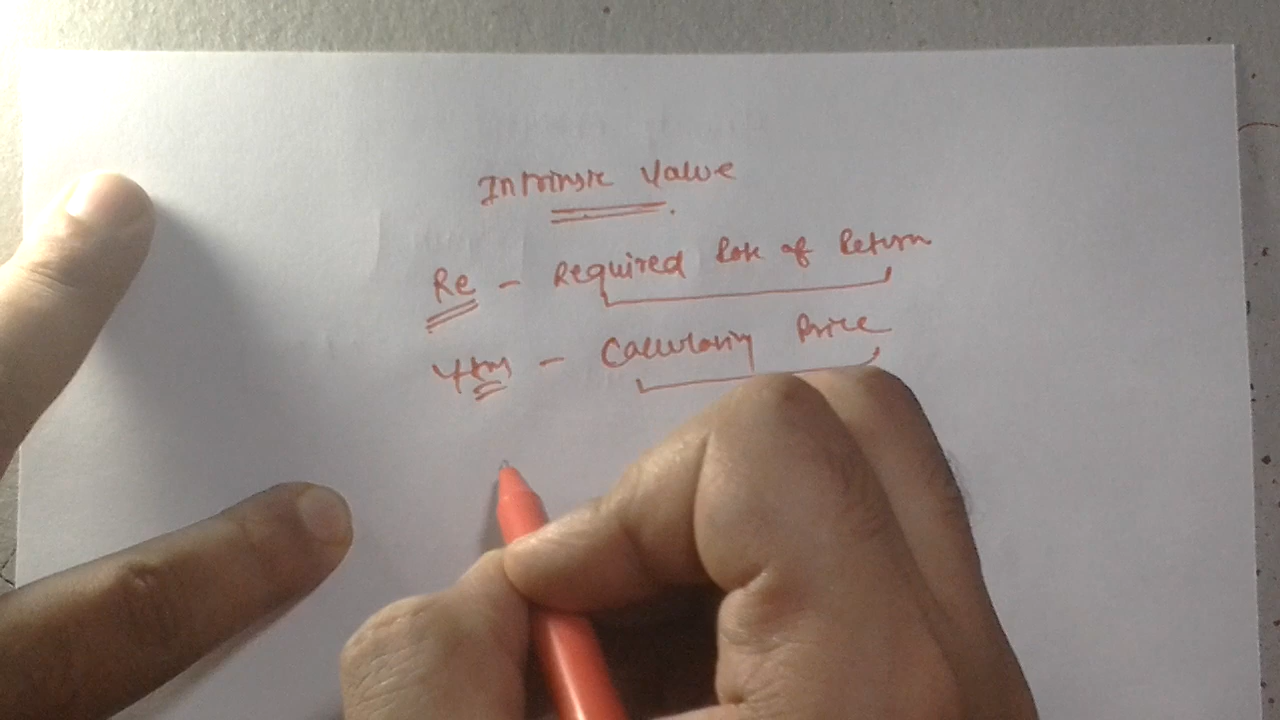 Intrinsic Value
Re - Required Rate of Return
Ytm - Calculating Price